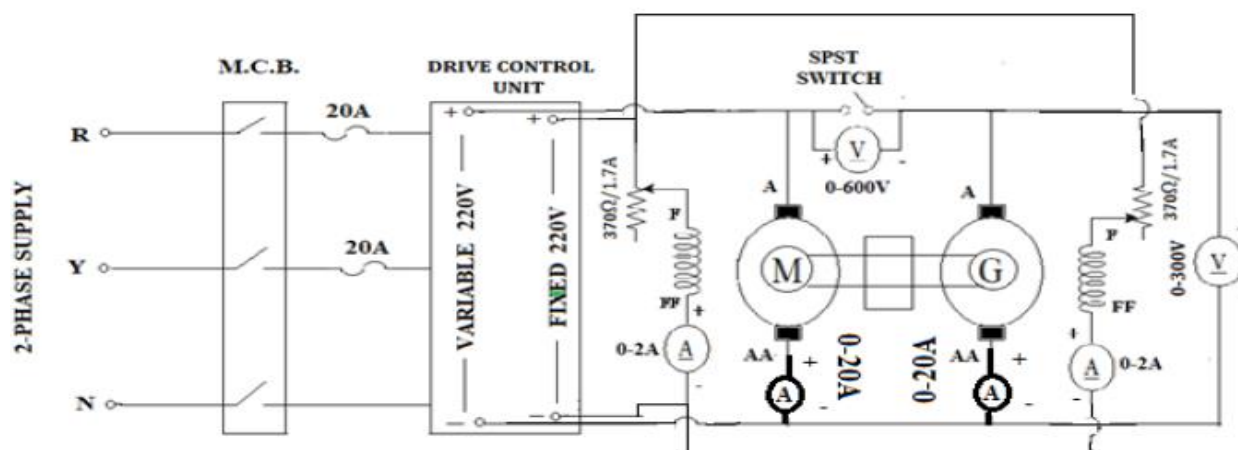 M.C.B.
DRIVE CONTROL
UNIT
SPST
SWITCH
20A
20A
R
Y
N
2-PHASE SUPPLY
+
+
VARIABLE 220V
FIXED 220V
-
-
370Ω/1.7A
F
FF
+
0-2A
A
-
+
V
-
0-600V
A
M
AA
+
0-20A
A
-
A
G
AA
+
0-20A
A
-
370Ω/1.7A
F
FF
+
A
0-2A
-
+
0-300V
V
-